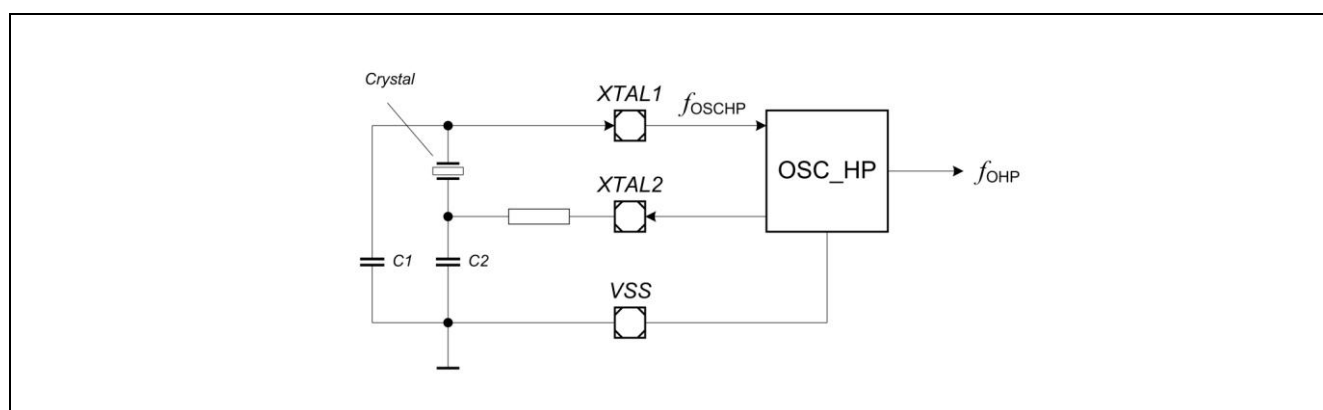 Crystal
XTAL1
fOSCHP
OSC_HP
fOHP
XTAL2
C1
C2
VSS